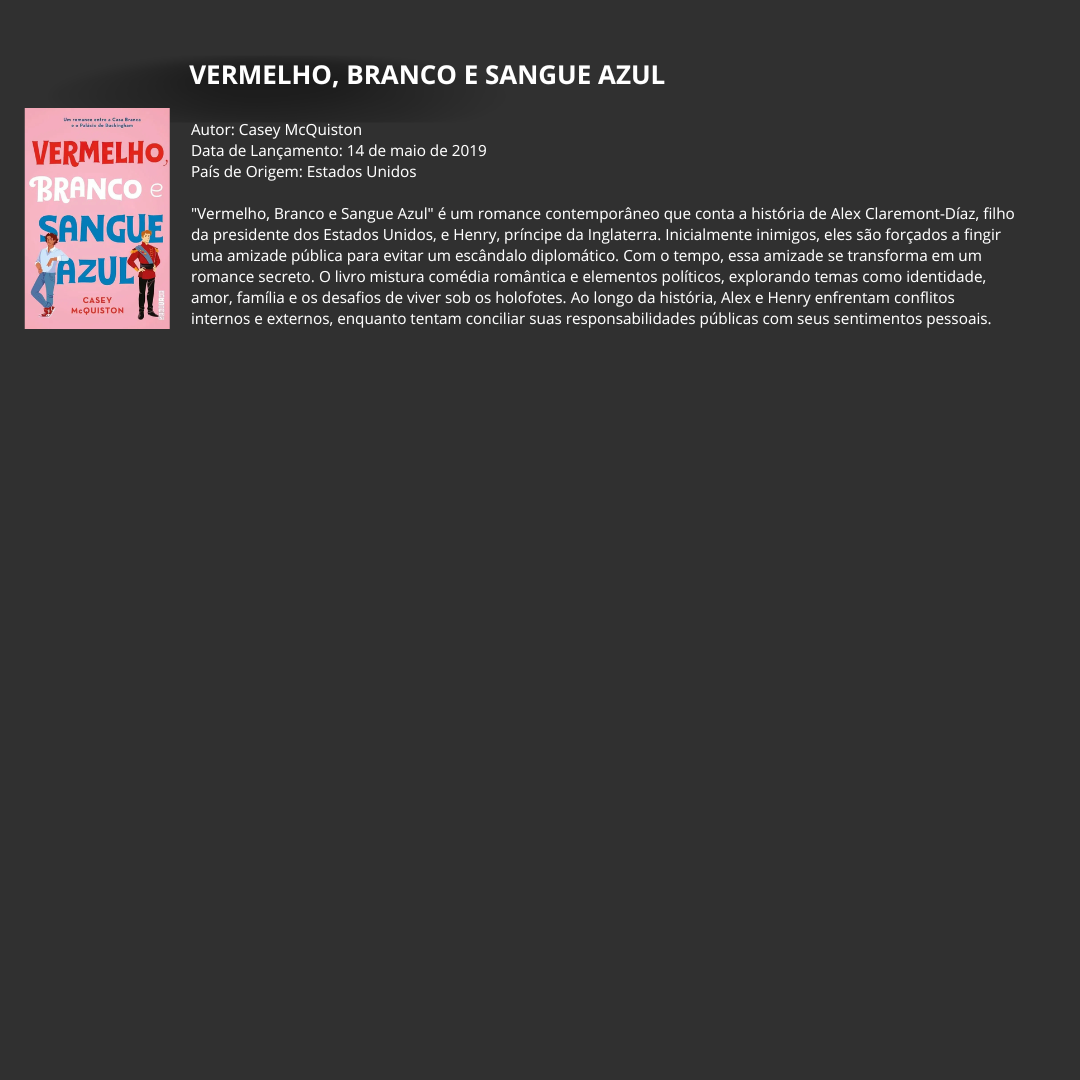 VERMELHO, BRANCO E SANGUE AZUL
Um romance entre a Casa Branca
e o Palácio de Buckingham
VERMELHO,
BRANCO e
SANGUE
AZUL
CASEY
McQUISTON
Autor: Casey McQuiston
Data de Lançamento: 14 de maio de 2019
País de Origem: Estados Unidos
"Vermelho, Branco e Sangue Azul" é um romance contemporâneo que conta a história de Alex Claremont-Díaz, filho
da presidente dos Estados Unidos, e Henry, príncipe da Inglaterra. Inicialmente inimigos, eles são forçados a fingir
uma amizade pública para evitar um escândalo diplomático. Com o tempo, essa amizade se transforma em um
romance secreto. O livro mistura comédia romântica e elementos políticos, explorando temas como identidade,
amor, família e os desafios de viver sob os holofotes. Ao longo da história, Alex e Henry enfrentam conflitos
internos e externos, enquanto tentam conciliar suas responsabilidades públicas com seus sentimentos pessoais.